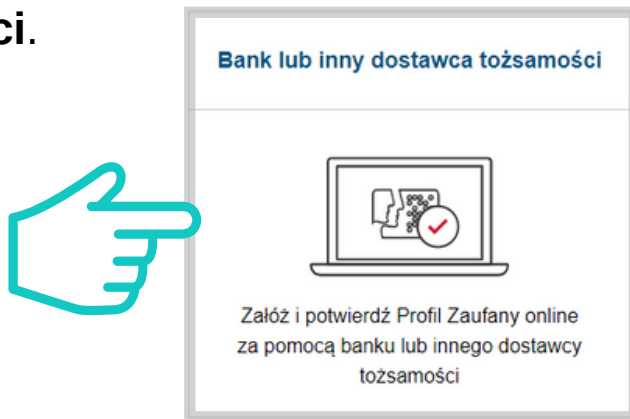 ci.
Bank lub inny dostawca tożsamości
Załóż i potwierdź Profil Zaufany online
za pomocą banku lub innego dostawcy
tożsamości